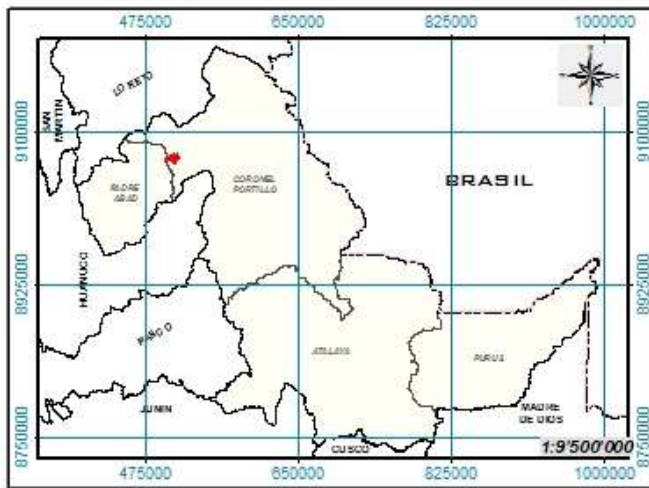 475000 650000 825000 1000000
LORETO
SAN
MARTIN
9100000 9100000
PADRE
ABAD
CORONEL
PORTILLO
BRASIL
HUANUCO
8925000 8925000
PASCO
ATALAYA
PURUS
JUNIN
MADRE
DE DIOS
8750000 8750000
CUSCO
1:9'500'000
475000 650000 825000 1000000